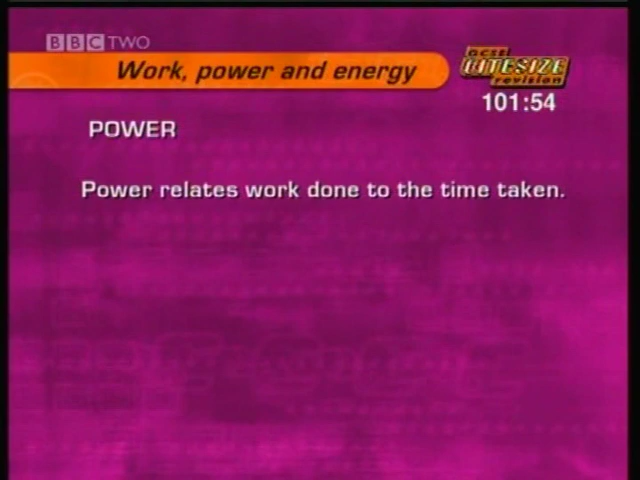 BBC TWO
Work, power and energy
GCSE
BITESIZE
revision
101:54
POWER
Power relates work done to the time taken.